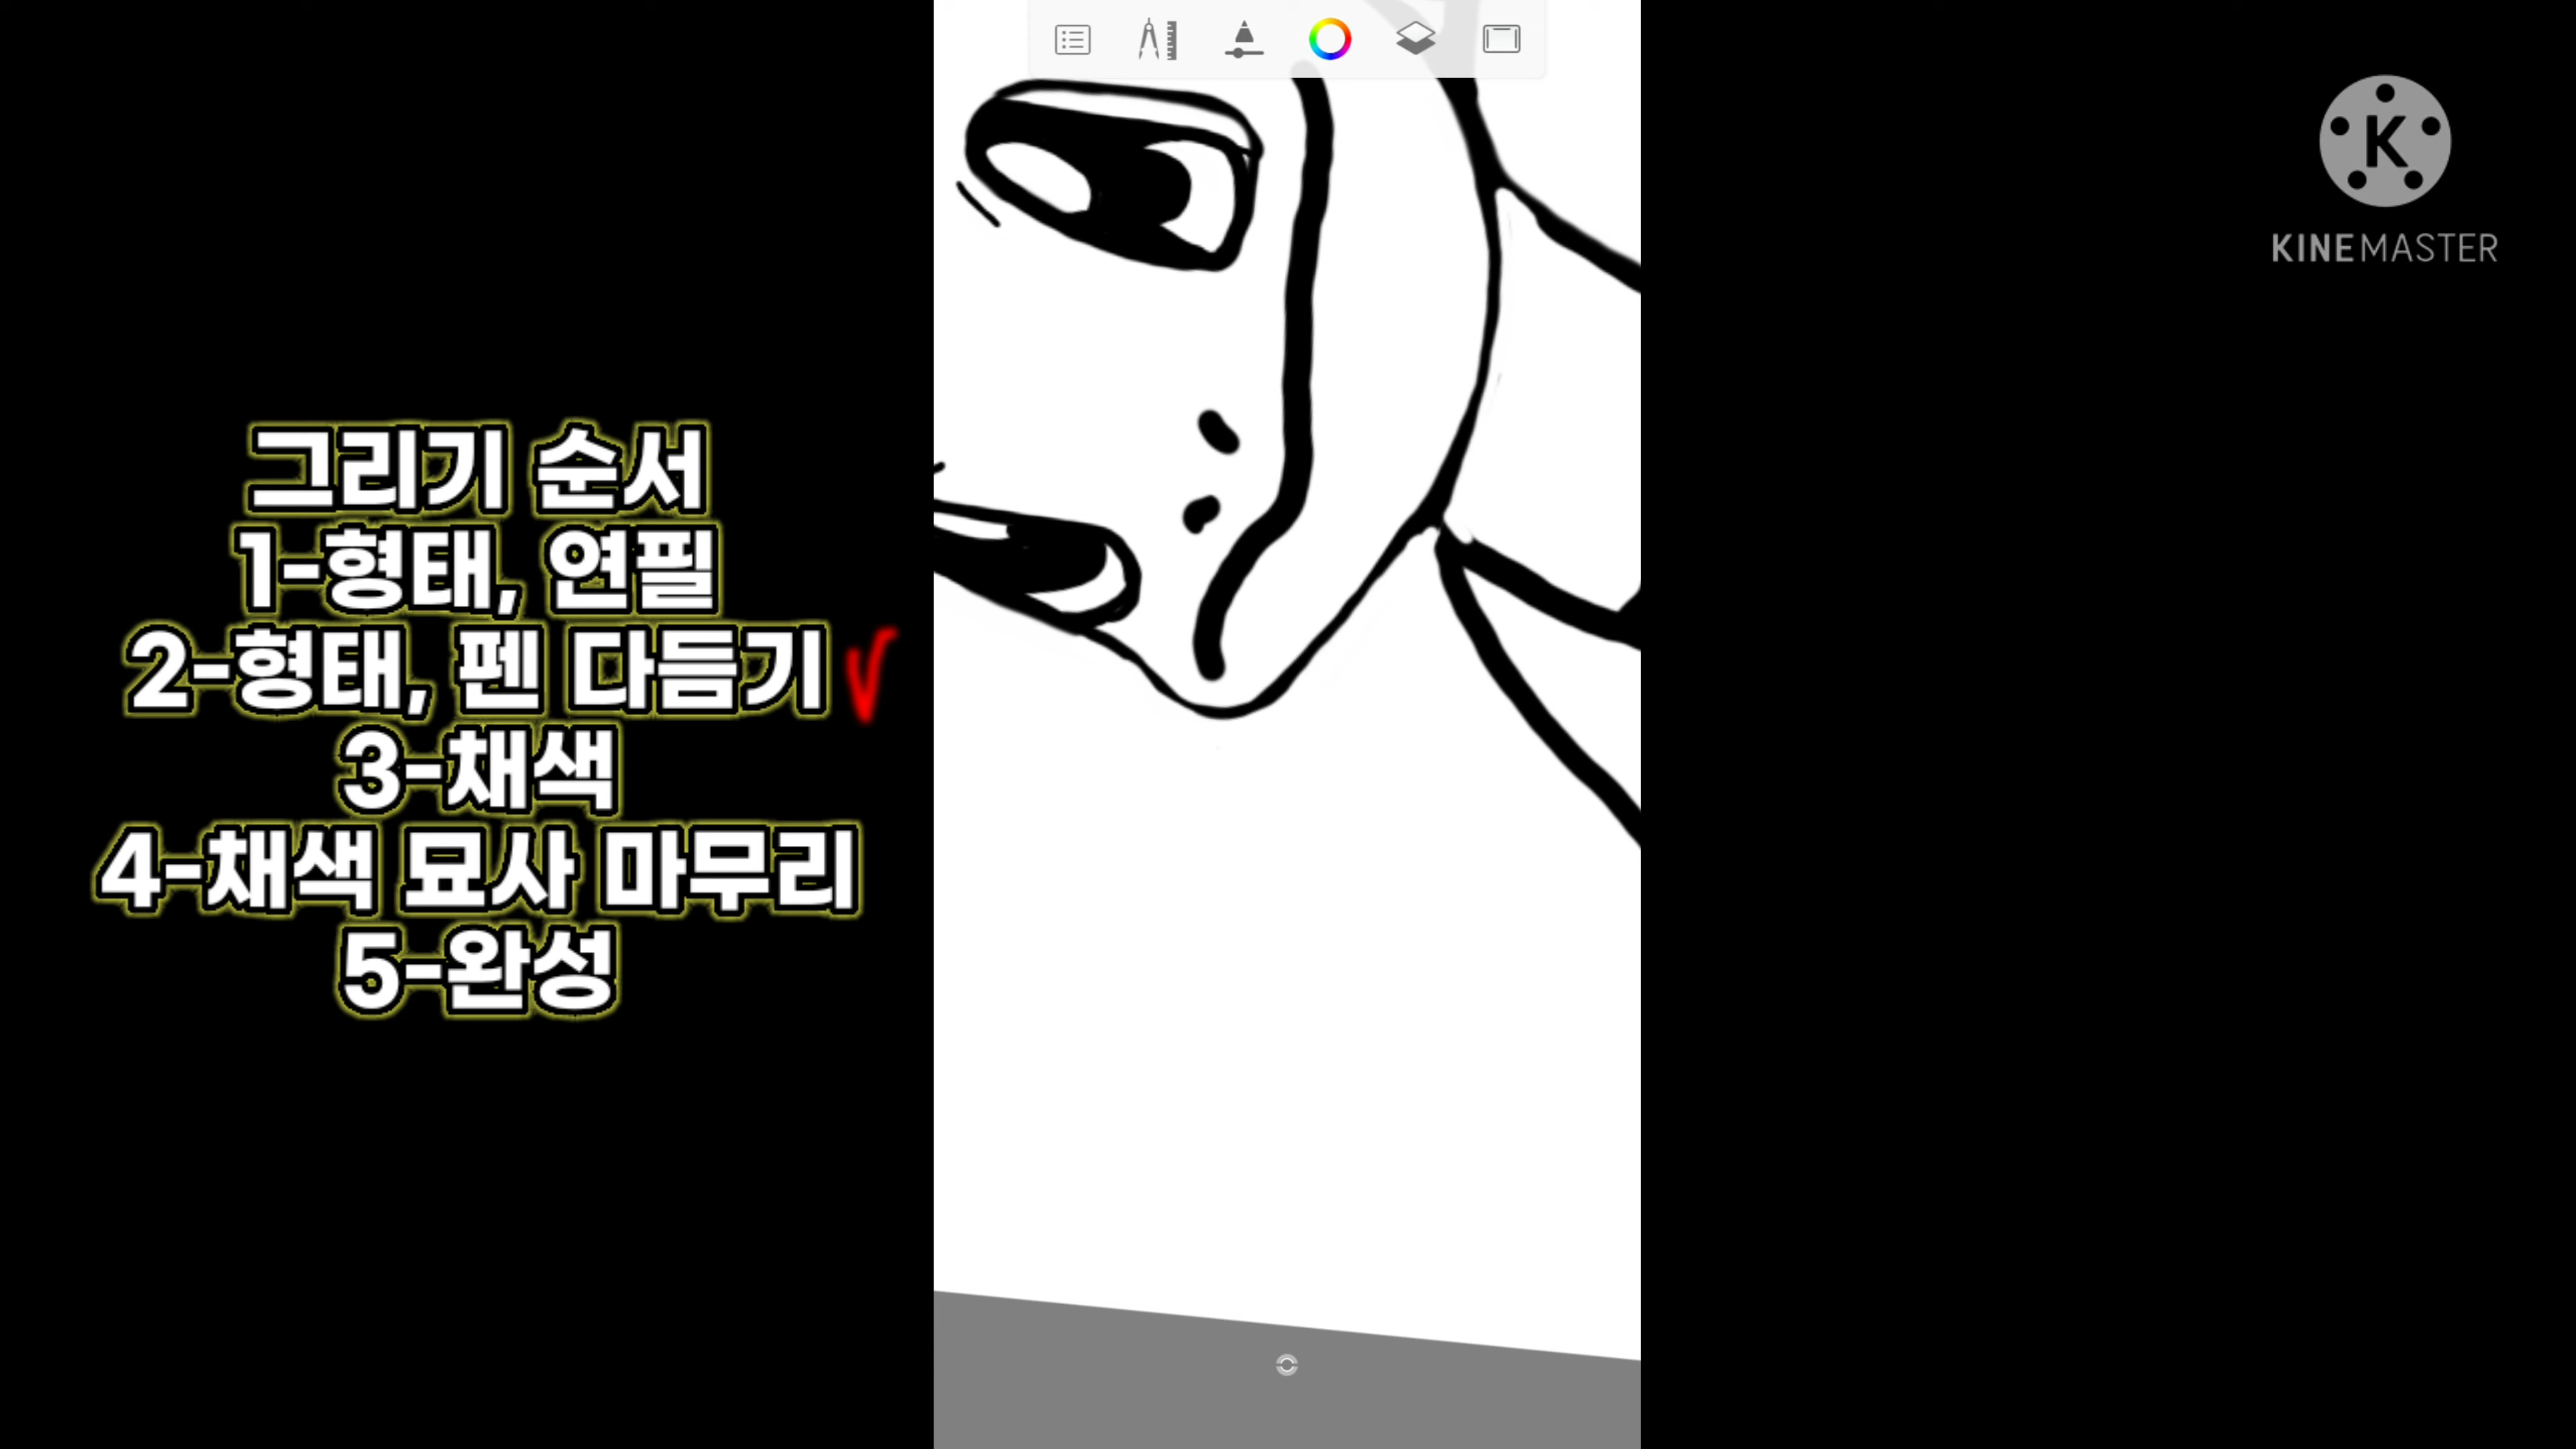 그리기 순서
1-형태, 연필
2-형태, 펜 다듬기
3-채색
4-채색 묘사 마무리
5-완성
K
KINEMASTER